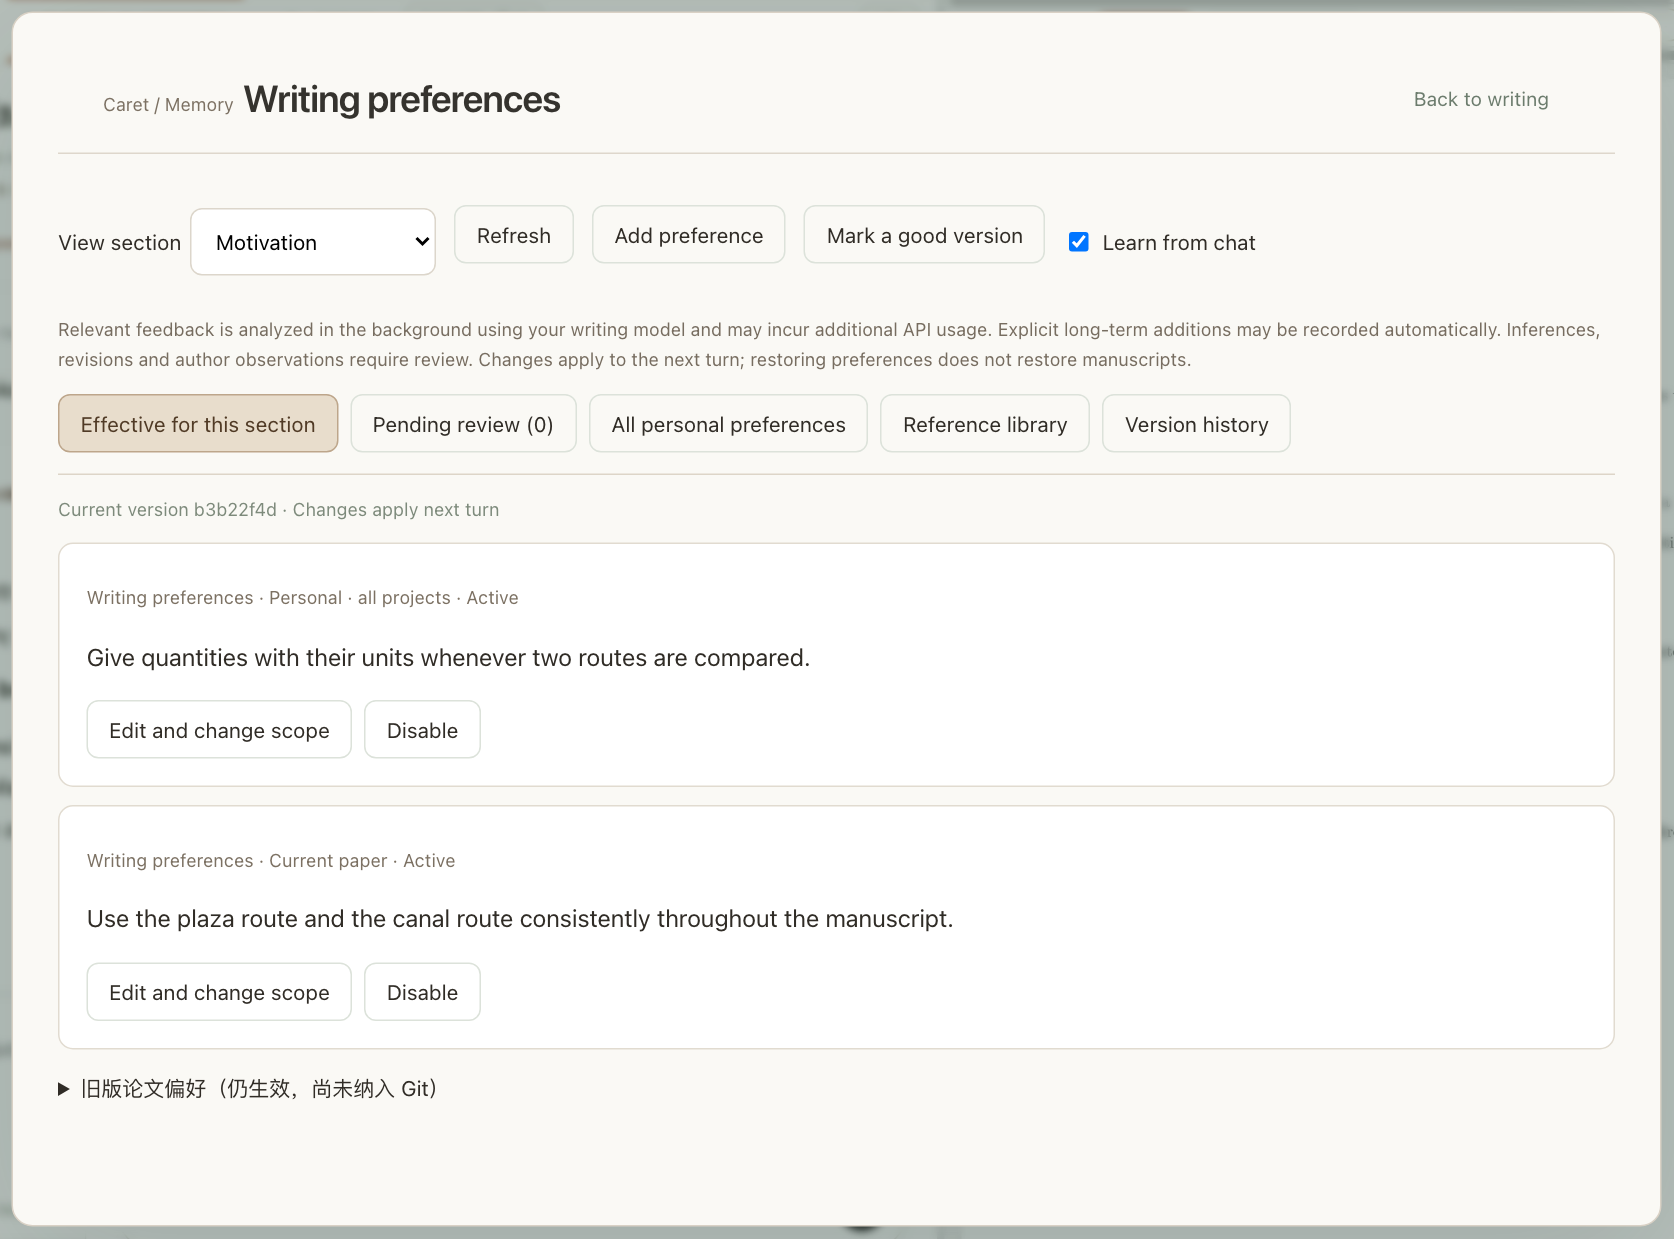 Caret / Memory Writing preferences
Back to writing
View section Motivation Refresh Add preference Mark a good version Learn from chat
Relevant feedback is analyzed in the background using your writing model and may incur additional API usage. Explicit long-term additions may be recorded automatically. Inferences,
revisions and author observations require review. Changes apply to the next turn; restoring preferences does not restore manuscripts.
Effective for this section Pending review (0) All personal preferences Reference library Version history
Current version b3b22f4d · Changes apply next turn
Writing preferences · Personal · all projects · Active
Give quantities with their units whenever two routes are compared.
Edit and change scope Disable
Writing preferences · Current paper · Active
Use the plaza route and the canal route consistently throughout the manuscript.
Edit and change scope Disable
旧版论文偏好（仍生效，尚未纳入 Git）